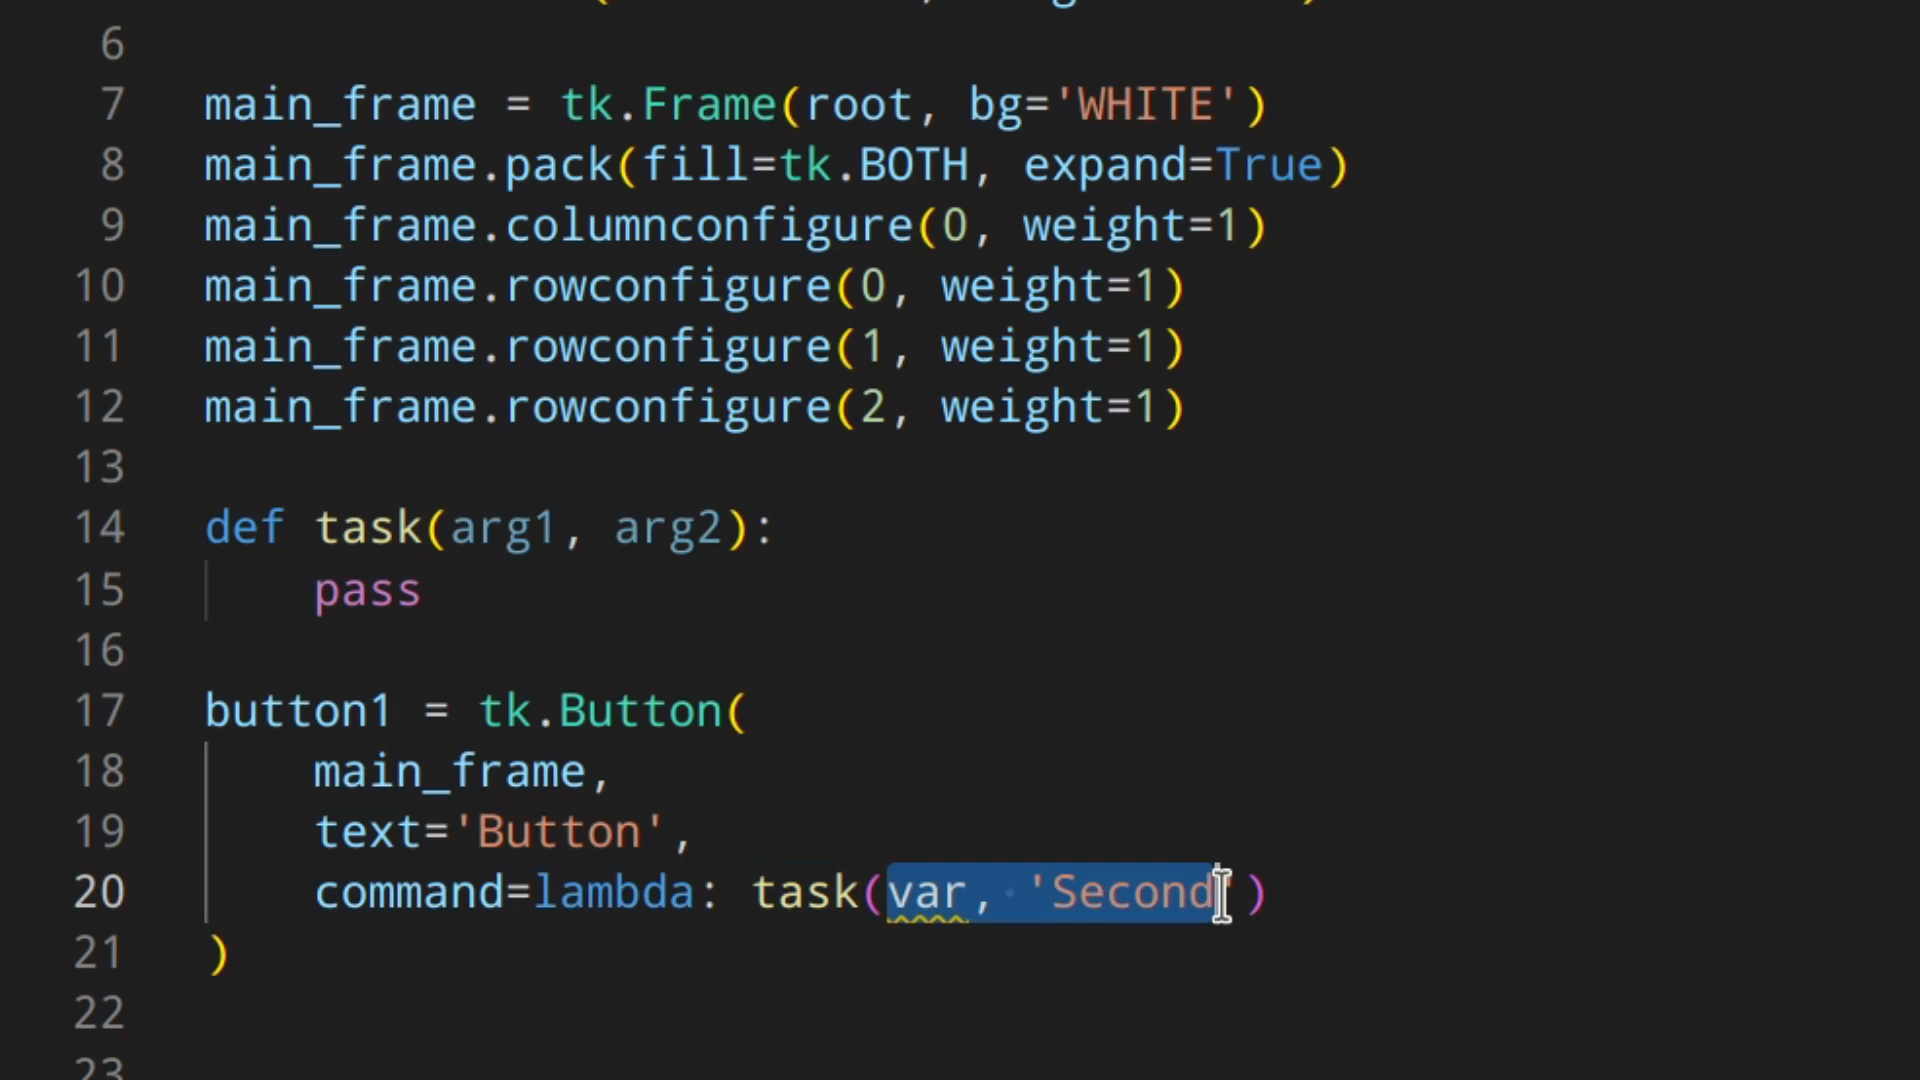 6
7 main_frame = tk.Frame(root, bg='WHITE')
8 main_frame.pack(fill=tk.BOTH, expand=True)
9 main_frame.columnconfigure(0, weight=1)
10 main_frame.rowconfigure(0, weight=1)
11 main_frame.rowconfigure(1, weight=1)
12 main_frame.rowconfigure(2, weight=1)
13
14 def task(arg1, arg2):
15     pass
16
17 button1 = tk.Button(
18     main_frame,
19     text='Button',
20     command=lambda: task(var, 'Second')
21 )
22
23